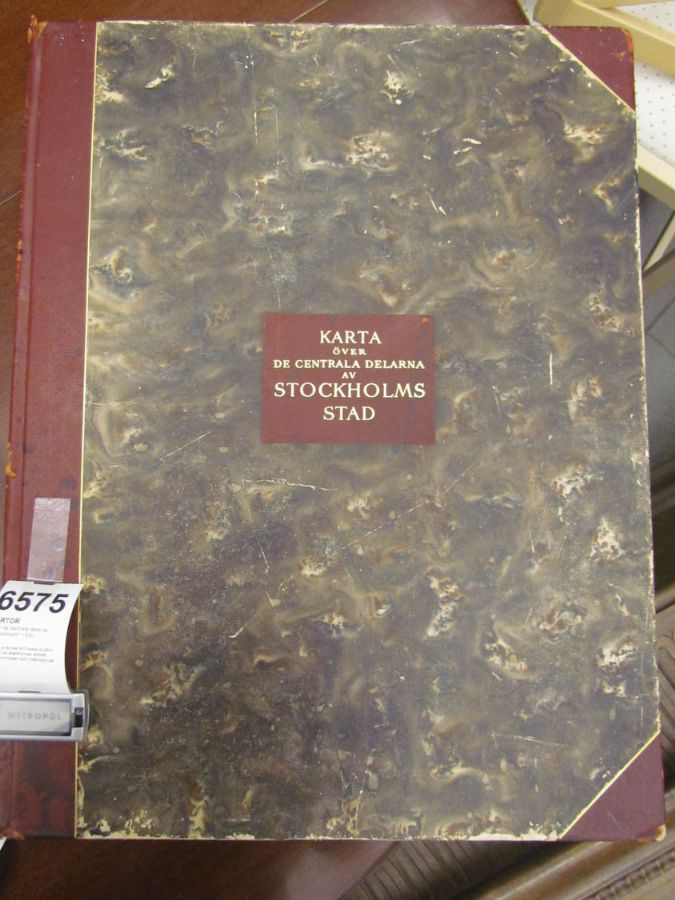 KARTA
ÖVER
DE CENTRALA DELARNA
AV
STOCKHOLMS
STAD
6575
RTOR
METROPOL